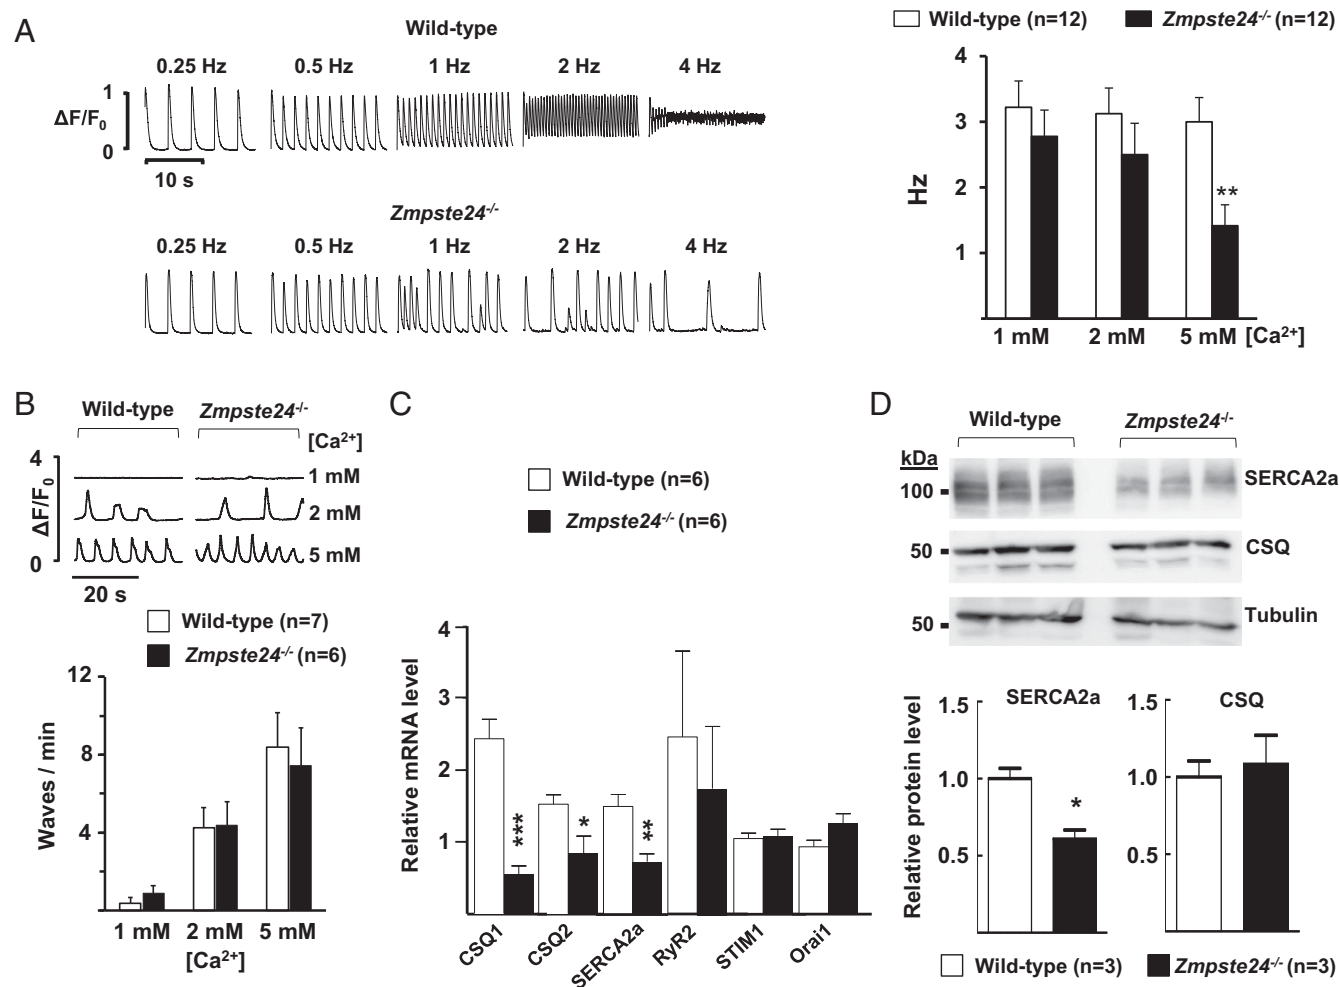 A
Wild-type
0.25 Hz 0.5 Hz 1 Hz 2 Hz 4 Hz
1
ΔF/F0
0
10 s
Zmpste24-/-
0.25 Hz 0.5 Hz 1 Hz 2 Hz 4 Hz
Wild-type (n=12) Zmpste24-/- (n=12)
4
3
2
1
Hz
**
1 mM 2 mM 5 mM [Ca2+]
B
Wild-type Zmpste24-/-
[Ca2+]
4
ΔF/F0
0
1 mM
2 mM
5 mM
20 s
Wild-type (n=7)
Zmpste24-/- (n=6)
12
8
4
Waves / min
1 mM 2 mM 5 mM
[Ca2+]
C
Wild-type (n=6)
Zmpste24-/- (n=6)
4
3
2
1
Relative mRNA level
*** * **
CSQ1 CSQ2 SERCA2a RyR2 STIM1 Orai1
D
Wild-type Zmpste24-/-
kDa
100 SERCA2a
50 CSQ
50 Tubulin
Relative protein level
SERCA2a
1.5
1.0
0.5
*
CSQ
1.5
1.0
0.5
Wild-type (n=3) Zmpste24-/- (n=3)